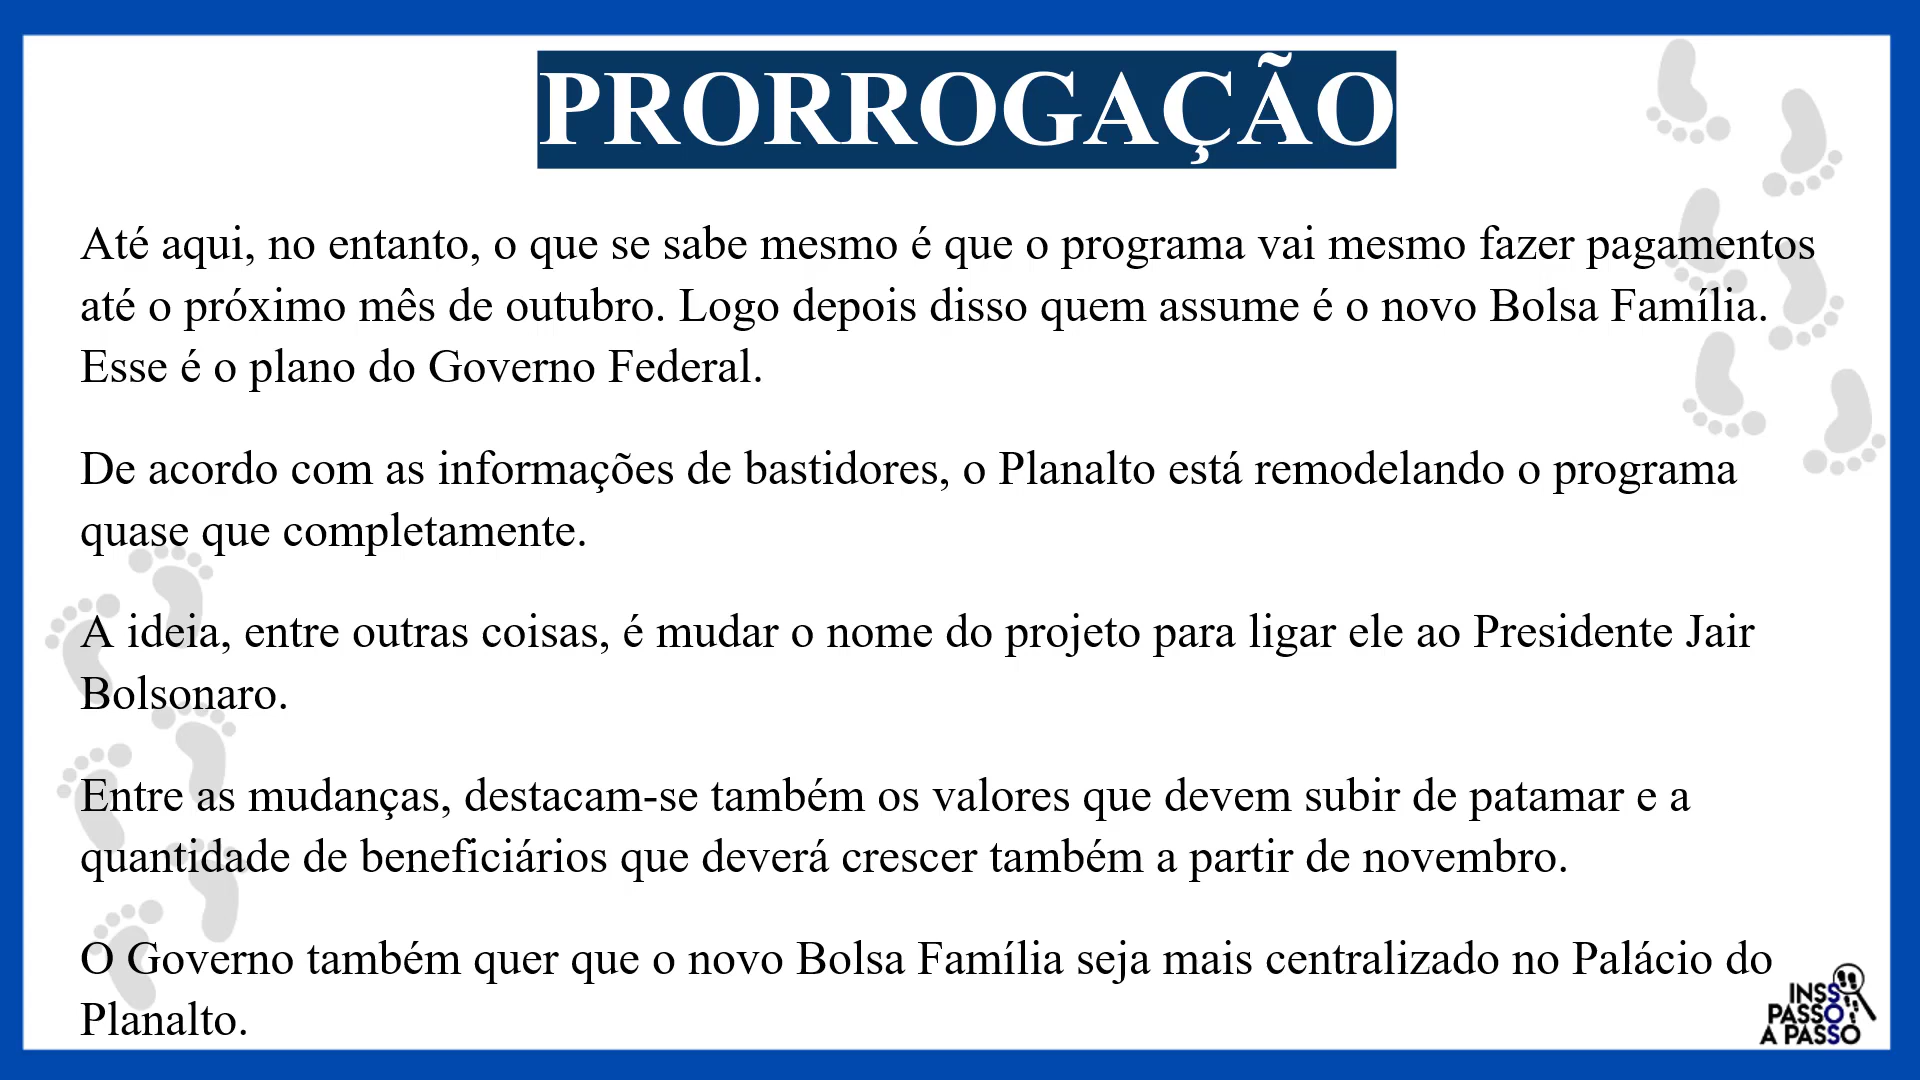 PRORROGAÇÃO
Até aqui, no entanto, o que se sabe mesmo é que o programa vai mesmo fazer pagamentos
até o próximo mês de outubro. Logo depois disso quem assume é o novo Bolsa Família.
Esse é o plano do Governo Federal.
De acordo com as informações de bastidores, o Planalto está remodelando o programa
quase que completamente.
A ideia, entre outras coisas, é mudar o nome do projeto para ligar ele ao Presidente Jair
Bolsonaro.
Entre as mudanças, destacam-se também os valores que devem subir de patamar e a
quantidade de beneficiários que deverá crescer também a partir de novembro.
O Governo também quer que o novo Bolsa Família seja mais centralizado no Palácio do
Planalto.
INSS
PASSO
A PASSO